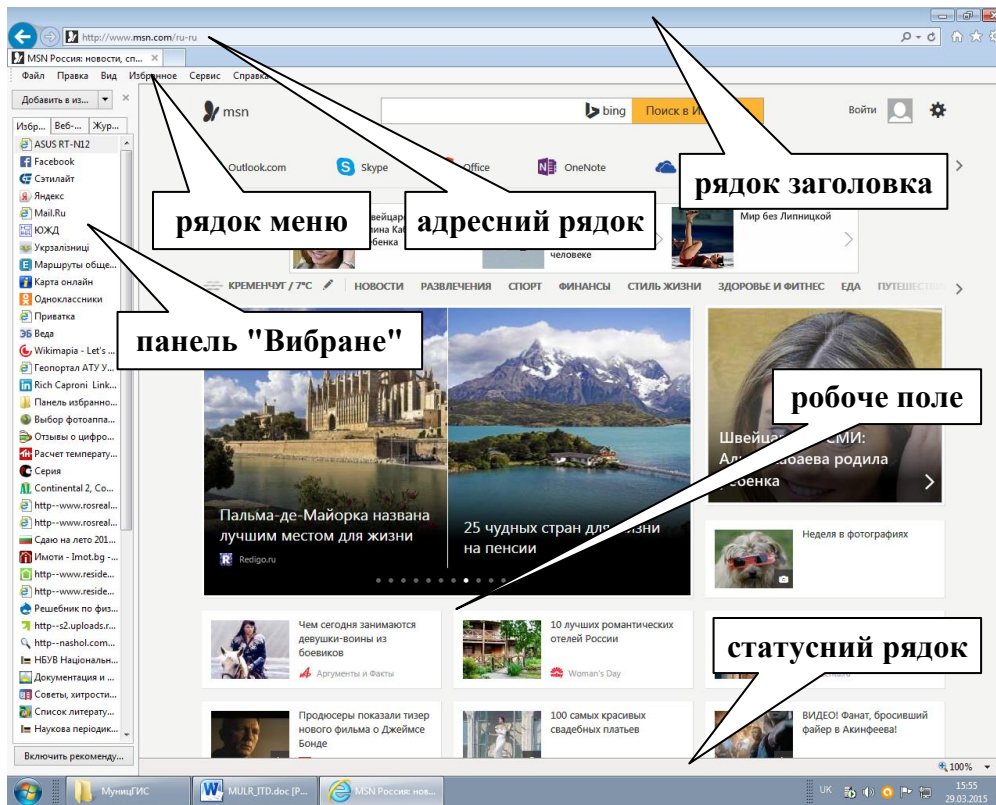 http://www.msn.com/ru-ru
MSN Россия: новости, сп...
Файл Правка Вид Избранное Сервис Справка
рядок заголовка
Добавить в из...
msn
bing
Поиск в И
Войти
Избр... Веб-... Жур...
ASUS RT-N12
Facebook
Сэтилайт
Яндекс
Mail.Ru
ЮЖД
Укрзалізниці
Маршруты обще...
Карта онлайн
Одноклассники
Приватка
Веда
Wikimapia - Let's ...
Геопортал АТУ У...
Rich Caproni Link...
Панель избранно...
Выбор фотоаппа...
Отзывы о цифро...
Расчет температу...
Серия
Continental 2, Co...
http--www.rosreal...
http--www.rosreal...
Сдаю на лето 201...
Имоти - Imot.bg -...
http--www.reside...
http--www.reside...
Решебник по физ...
http--s2.uploads.r...
http--nashol.com...
НБУВ Національн...
Документация и ...
Советы, хитрости...
Список литерату...
Наукова періодик...
Включить рекоменду...
Outlook.com Skype Office OneNote
рядок меню
адресний рядок
человеке
Мир без Липницкой
КРЕМЕНЧУГ / 7°C НОВОСТИ РАЗВЛЕЧЕНИЯ СПОРТ ФИНАНСЫ СТИЛЬ ЖИЗНИ ЗДОРОВЬЕ И ФИТНЕС ЕДА
панель "Вибране"
робоче поле
Пальма-де-Майорка названа
лучшим местом для жизни
Redigo.ru
25 чудных стран для жизни
на пенсии
СМИ:
родила
Неделя в фотографиях
Чем сегодня занимаются
девушки-воины из
боевиков
Аргументы и Факты
10 лучших романтических
отелей России
Woman's Day
статусний рядок
Продюсеры показали тизер
нового фильма о Джеймсе
Бонде
100 самых красивых
свадебных платьев
ВИДЕО! Фанат, бросивший
файер в Акинфеева!
100%
МуницГИС
MULR_ITD.doc [P...
MSN Россия: нов...
UK
15:55
29.03.2015